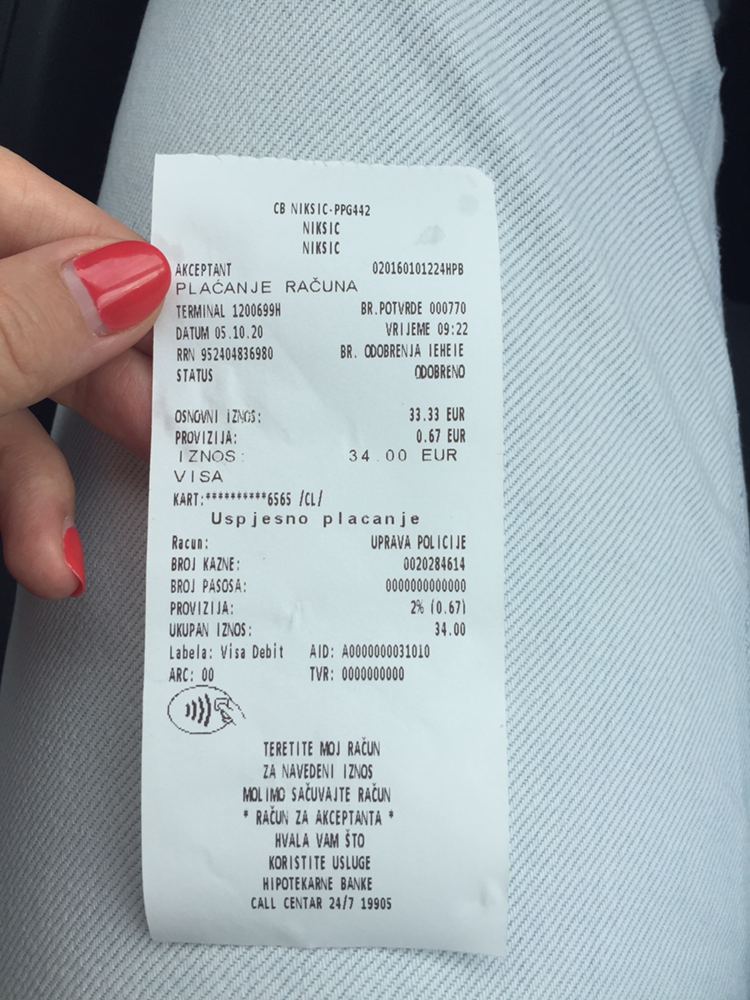 CB NIKSIC-PPG442
NIKSIC
NIKSIC
AKCEPTANT 020160101224HPB
PLAĆANJE RAČUNA
TERMINAL 1200699H BR.POTVRDE 000770
DATUM 05.10.20 VRIJEME 09:22
RRN 952404836980 BR. ODOBRENJA IEHEIE
STATUS ODOBRENO
OSNOVNI IZNOS: 33.33 EUR
PROVIZIJA: 0.67 EUR
IZNOS: 34.00 EUR
VISA
KART:**********6565 /CL/
Uspjesno placanje
Racun: UPRAVA POLICIJE
BROJ KAZNE: 0020284614
BROJ PASOSA: 0000000000000
PROVIZIJA: 2% (0.67)
UKUPAN IZNOS: 34.00
Labela: Visa Debit AID: A0000000031010
ARC: 00 TVR: 0000000000
TERETITE MOJ RAČUN
ZA NAVEDENI IZNOS
MOLIMO SAČUVAJTE RAČUN
* RAČUN ZA AKCEPTANTA *
HVALA VAM ŠTO
KORISTITE USLUGE
HIPOTEKARNE BANKE
CALL CENTAR 24/7 19905